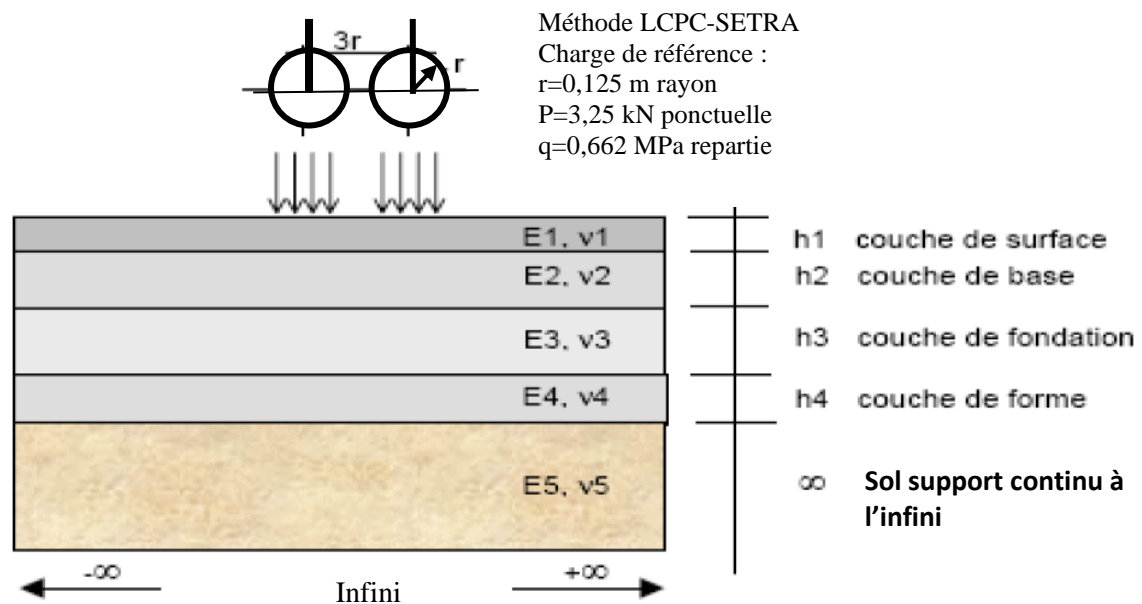 Méthode LCPC-SETRA
Charge de référence :
r=0,125 m rayon
P=3,25 kN ponctuelle
q=0,662 MPa repartie
3r
r
E1, v1
h1 couche de surface
E2, v2
h2 couche de base
E3, v3
h3 couche de fondation
E4, v4
h4 couche de forme
E5, v5
∞ Sol support continu à
l'infini
-∞
+∞
Infini